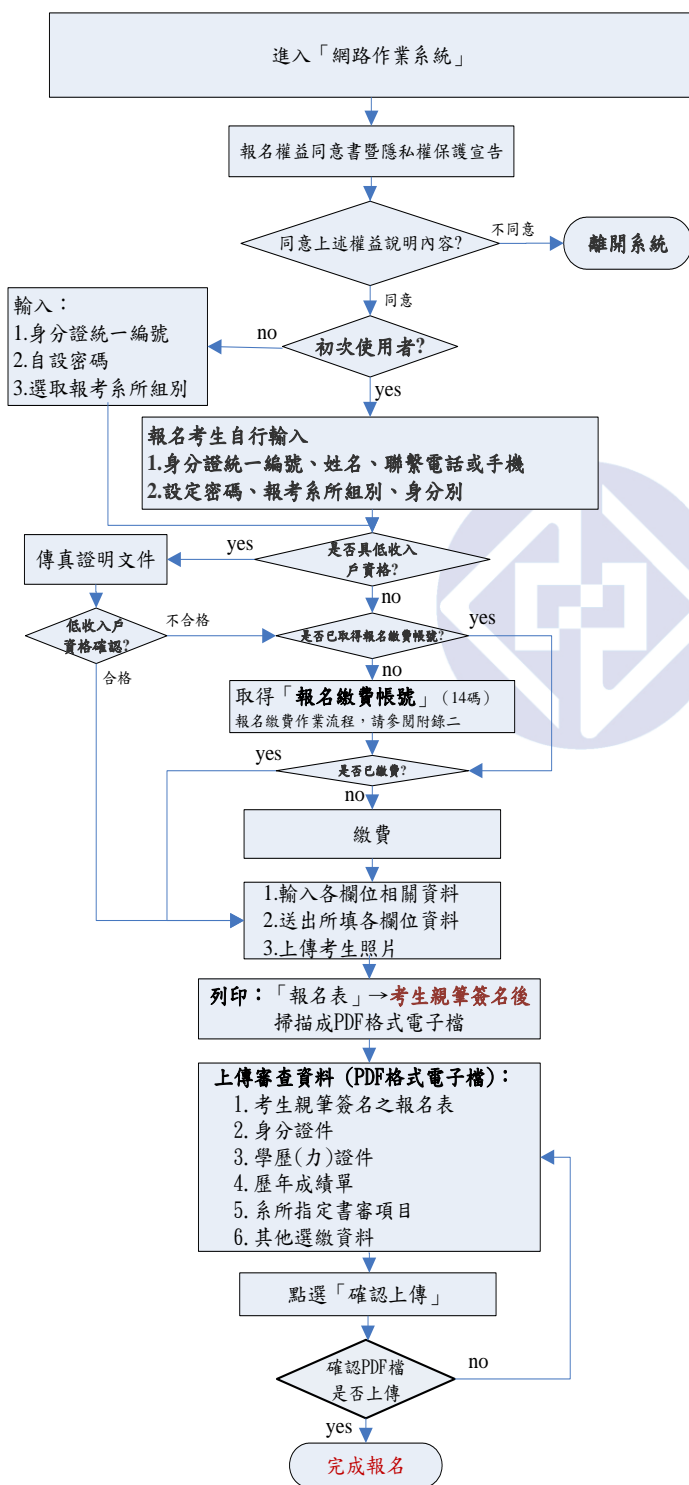 進入「網路作業系統」
報名權益同意書暨隱私權保護宣告
同意上述權益說明內容?
不同意
離開系統
同意
輸入：
1.身分證統一編號
2.自設密碼
3.選取報考系所組別
no
初次使用者?
yes
報名考生自行輸入
1.身分證統一編號、姓名、聯繫電話或手機
2.設定密碼、報考系所組別、身分別
傳真證明文件
yes
是否具低收入
戶資格?
no
低收入戶
資格確認?
不合格
是否已取得報名繳費帳號?
yes
合格
no
取得「報名繳費帳號」（14碼）
報名繳費作業流程，請參閱附錄二
yes
是否已繳費?
no
繳費
1.輸入各欄位相關資料
2.送出所填各欄位資料
3.上傳考生照片
列印：「報名表」→考生親筆簽名後
掃描成PDF格式電子檔
上傳審查資料 (PDF格式電子檔)：
1. 考生親筆簽名之報名表
2. 身分證件
3. 學歷(力)證件
4. 歷年成績單
5. 系所指定書審項目
6. 其他選繳資料
點選「確認上傳」
確認PDF檔
是否上傳
no
yes
完成報名